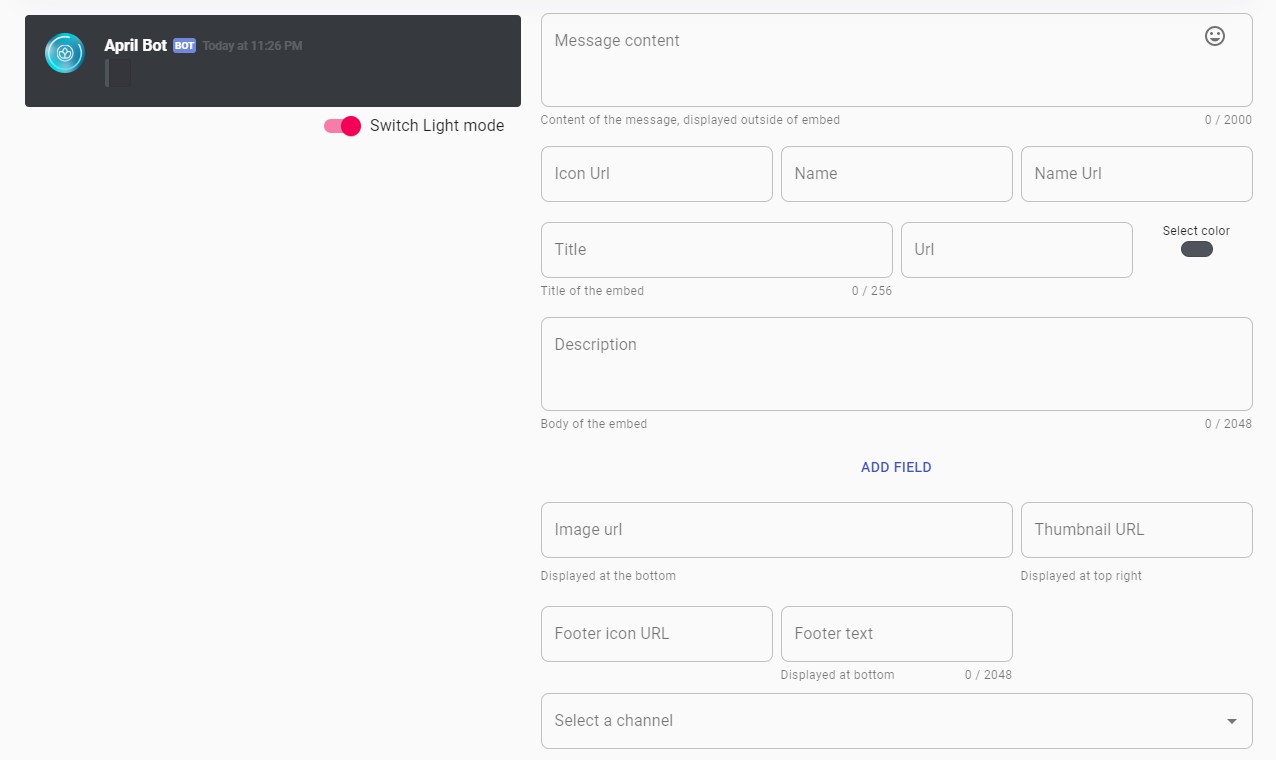 April Bot BOT Today at 11:26 PM
Switch Light mode
Message content
Content of the message, displayed outside of embed 0 / 2000
Icon Url Name Name Url
Title Url Select color
Title of the embed 0 / 256
Description
Body of the embed 0 / 2048
ADD FIELD
Image url Thumbnail URL
Displayed at the bottom Displayed at top right
Footer icon URL Footer text
Displayed at bottom 0 / 2048
Select a channel